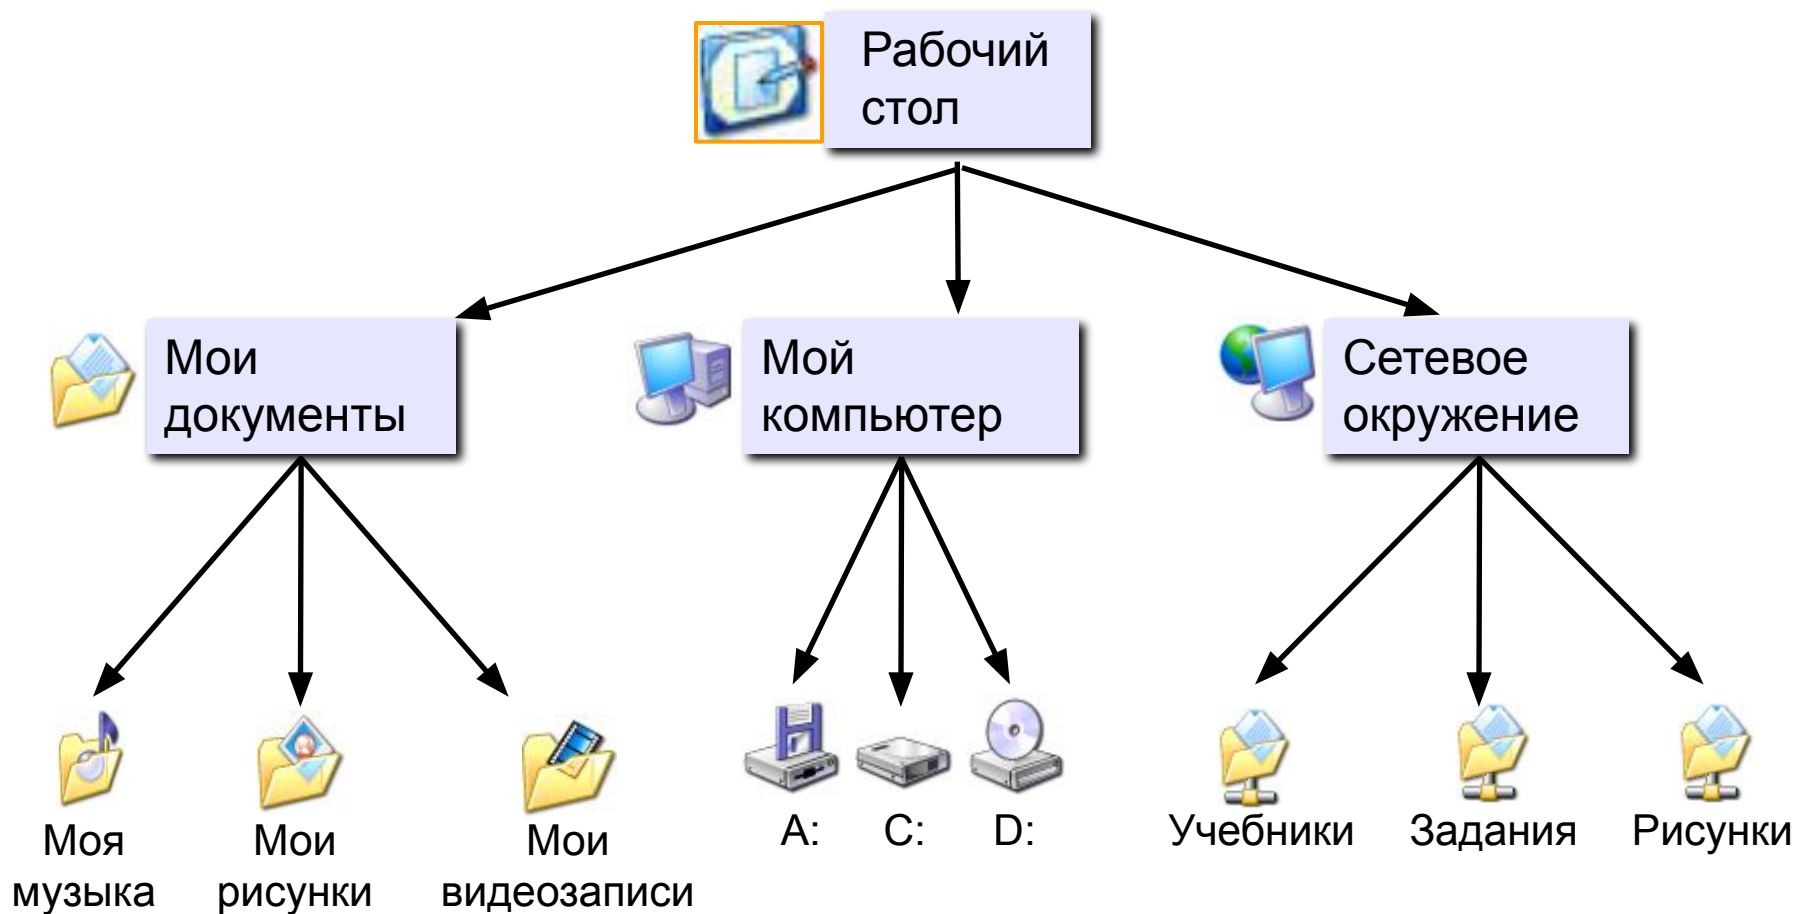 Рабочий
стол
Мои
документы
Мой
компьютер
Сетевое
окружение
Моя
музыка
Мои
рисунки
Мои
видеозаписи
A:
C:
D:
Учебники
Задания
Рисунки